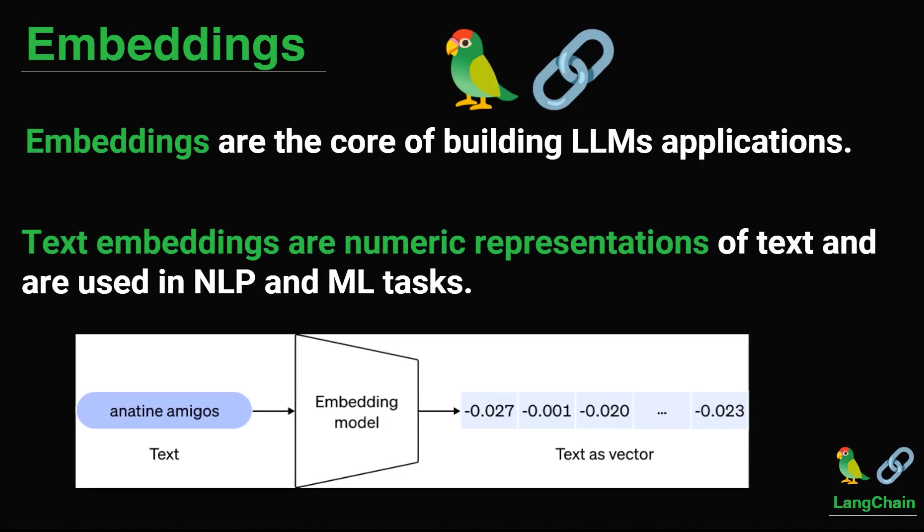 Embeddings
Embeddings are the core of building LLMs applications.
Text embeddings are numeric representations of text and
are used in NLP and ML tasks.
anatine amigos
Text
Embedding
model
-0.027 -0.001 -0.020 ... -0.023
Text as vector
LangChain